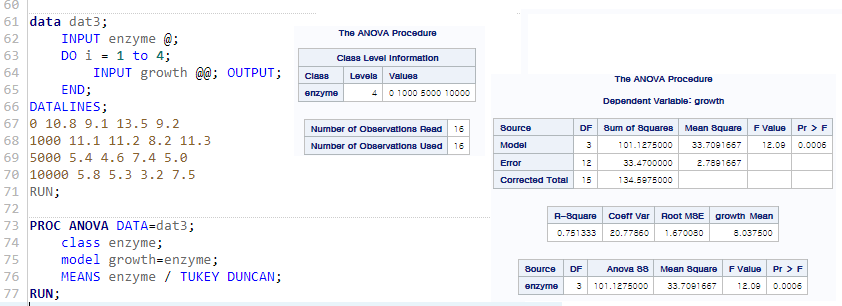 60
61 data dat3;
62 INPUT enzyme @;
63 DO i = 1 to 4;
64 INPUT growth @@; OUTPUT;
65 END;
66 DATALINES;
67 0 10.8 9.1 13.5 9.2
68 1000 11.1 11.2 8.2 11.3
69 5000 5.4 4.6 7.4 5.0
70 10000 5.8 5.3 3.2 7.5
71 RUN;
72
73 PROC ANOVA DATA=dat3;
74 class enzyme;
75 model growth=enzyme;
76 MEANS enzyme / TUKEY DUNCAN;
77 RUN;
The ANOVA Procedure
Class Level Information
Class Levels Values
enzyme 4 0 1000 5000 10000
Number of Observations Read 16
Number of Observations Used 16
The ANOVA Procedure
Dependent Variable: growth
Source DF Sum of Squares Mean Square F Value Pr > F
Model 3 101.1275000 33.7091667 12.09 0.0006
Error 12 33.4700000 2.7891667
Corrected Total 15 134.5975000
R-Square Coeff Var Root MSE growth Mean
0.751333 20.77860 1.670080 8.037500
Source DF Anova SS Mean Square F Value Pr > F
enzyme 3 101.1275000 33.7091667 12.09 0.0006